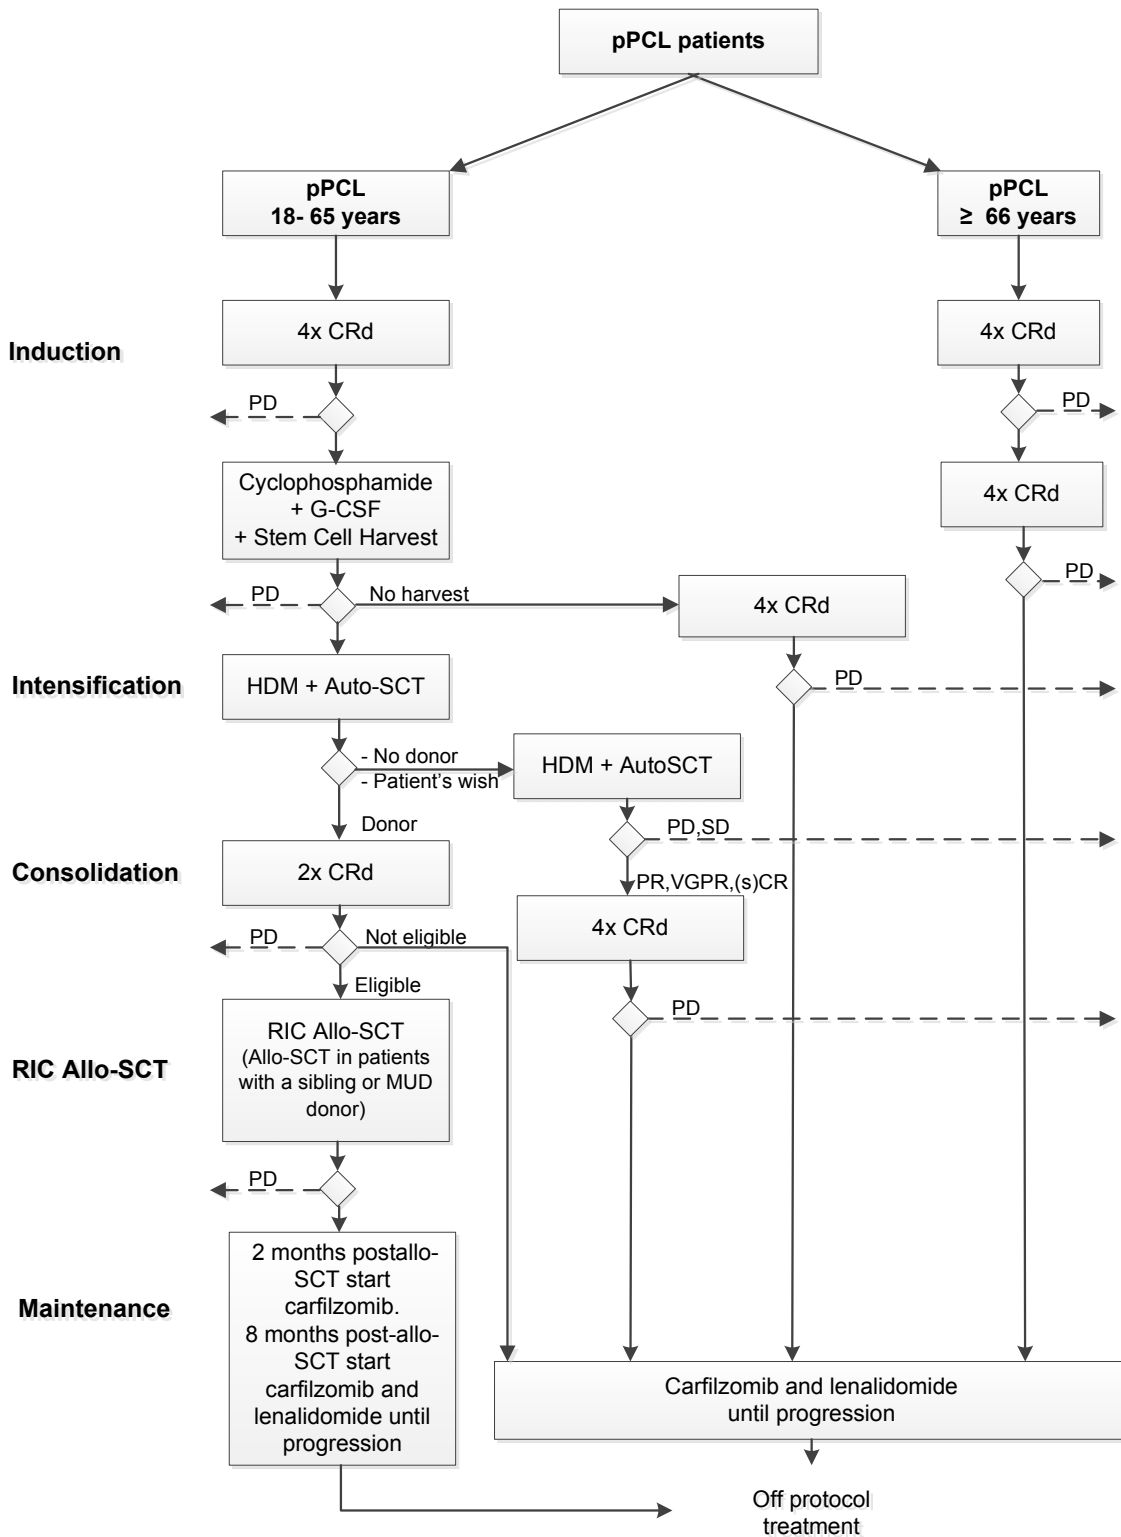 pPCL patients
pPCL
18- 65 years
pPCL
≥ 66 years
Induction
4x CRd
4x CRd
PD
PD
Cyclophosphamide
+ G-CSF
+ Stem Cell Harvest
4x CRd
PD
No harvest
4x CRd
PD
Intensification
HDM + Auto-SCT
PD
- No donor
- Patient's wish
HDM + AutoSCT
Donor
PD,SD
Consolidation
2x CRd
PR,VGPR,(s)CR
4x CRd
PD
Not eligible
Eligible
PD
RIC Allo-SCT
RIC Allo-SCT
(Allo-SCT in patients
with a sibling or MUD
donor)
PD
Maintenance
2 months postallo-
SCT start
carfilzomib.
8 months post-allo-
SCT start
carfilzomib and
lenalidomide until
progression
Carfilzomib and lenalidomide
until progression
Off protocol
treatment